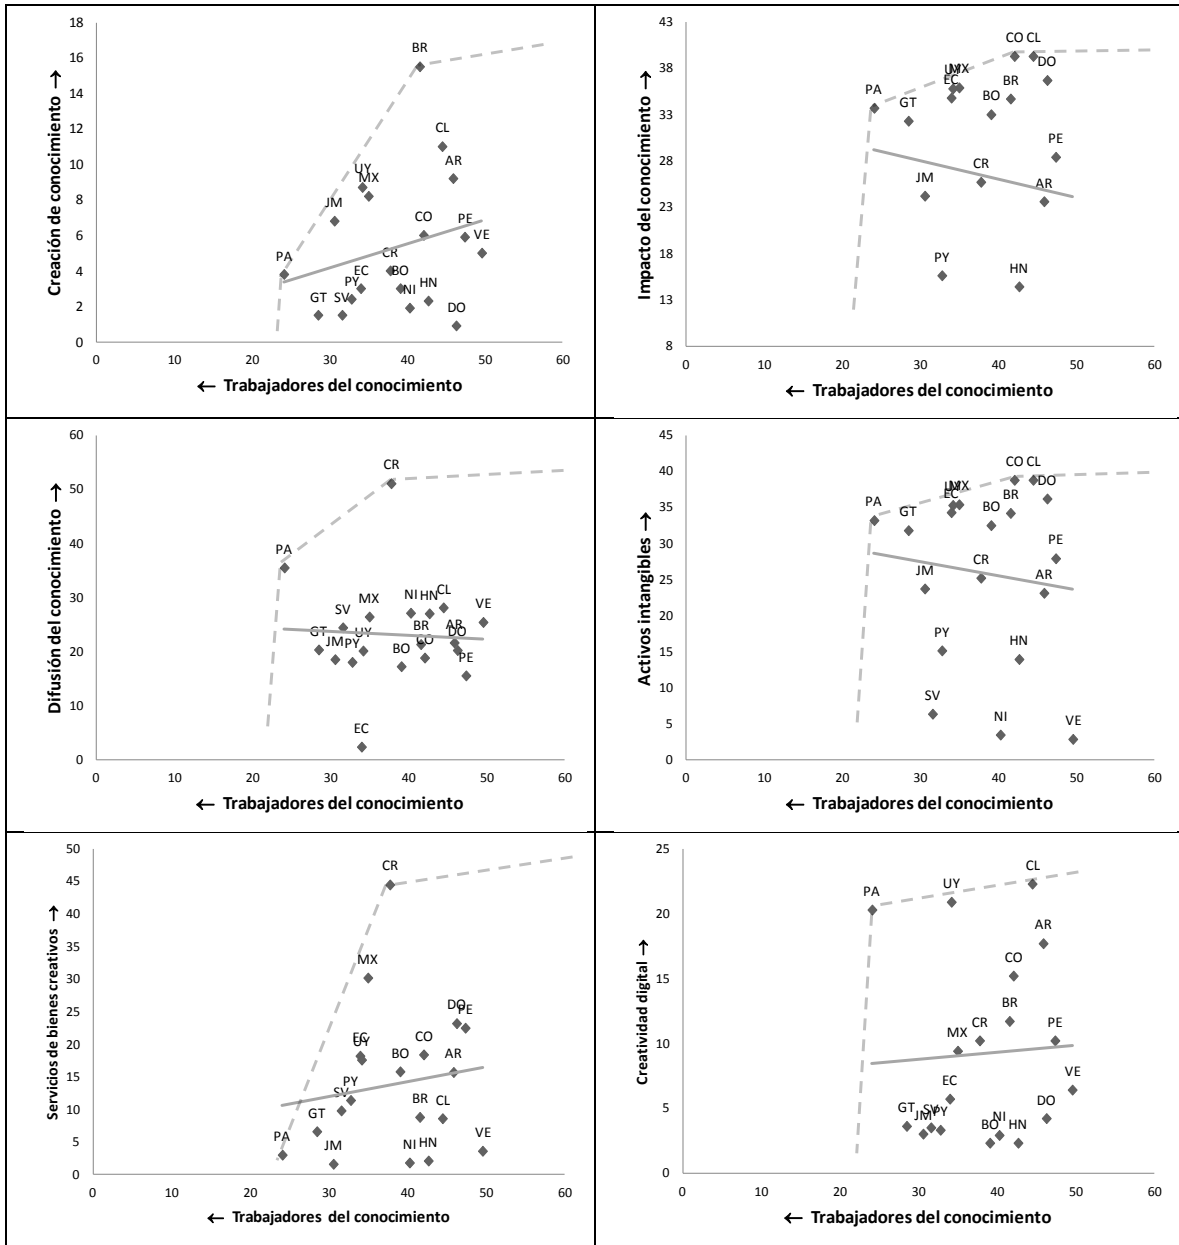 Creación de conocimiento →
18
16
14
12
10
8
6
4
2
0
BR
CL
AR
UY
MX
JM
CO
PE
VE
CR
PA
EC
BO
PY
HN
NI
GT
SV
DO
0 10 20 30 40 50 60
← Trabajadores del conocimiento
Impacto del conocimiento →
43
38
33
28
23
18
13
8
CO CL
DO
UY
MX
EC
BR
PA
GT
BO
PE
CR
JM
AR
PY
HN
0 10 20 30 40 50 60
← Trabajadores del conocimiento
Difusión del conocimiento →
60
50
40
30
20
10
0
CR
PA
CL
NI
HN
VE
MX
SV
BR
AR
GT
UY
DO
JM
PY
CO
BO
PE
EC
0 10 20 30 40 50 60
← Trabajadores del conocimiento
Activos intangibles →
45
40
35
30
25
20
15
10
5
0
CO CL
DO
MX
EC
BR
PA
GT
BO
PE
CR
JM
AR
PY
HN
SV
NI
VE
0 10 20 30 40 50 60
← Trabajadores del conocimiento
Servicios de bienes creativos →
50
45
40
35
30
25
20
15
10
5
0
CR
MX
DO
PE
EC
UY
CO
BO
AR
PY
SV
BR
CL
GT
PA
JM
NI
HN
VE
0 10 20 30 40 50 60
← Trabajadores del conocimiento
Creatividad digital →
25
20
15
10
5
0
CL
UY
PA
AR
CO
BR
MX
CR
PE
VE
EC
GT
JM
SV
PY
DO
NI
BO
HN
0 10 20 30 40 50 60
← Trabajadores del conocimiento